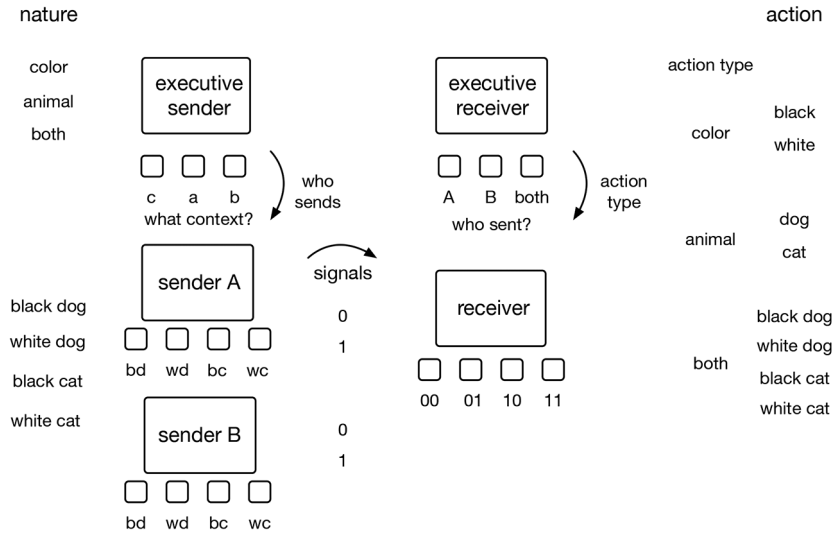 nature
action
color
animal
both
executive
sender
c a b
what context?
who
sends
executive
receiver
A B both
who sent?
action
type
action type
color
black
white
animal
dog
cat
both
black dog
white dog
black cat
white cat
black dog
white dog
black cat
white cat
sender A
bd wd bc wc
sender B
bd wd bc wc
signals
0
1
0
1
receiver
00 01 10 11